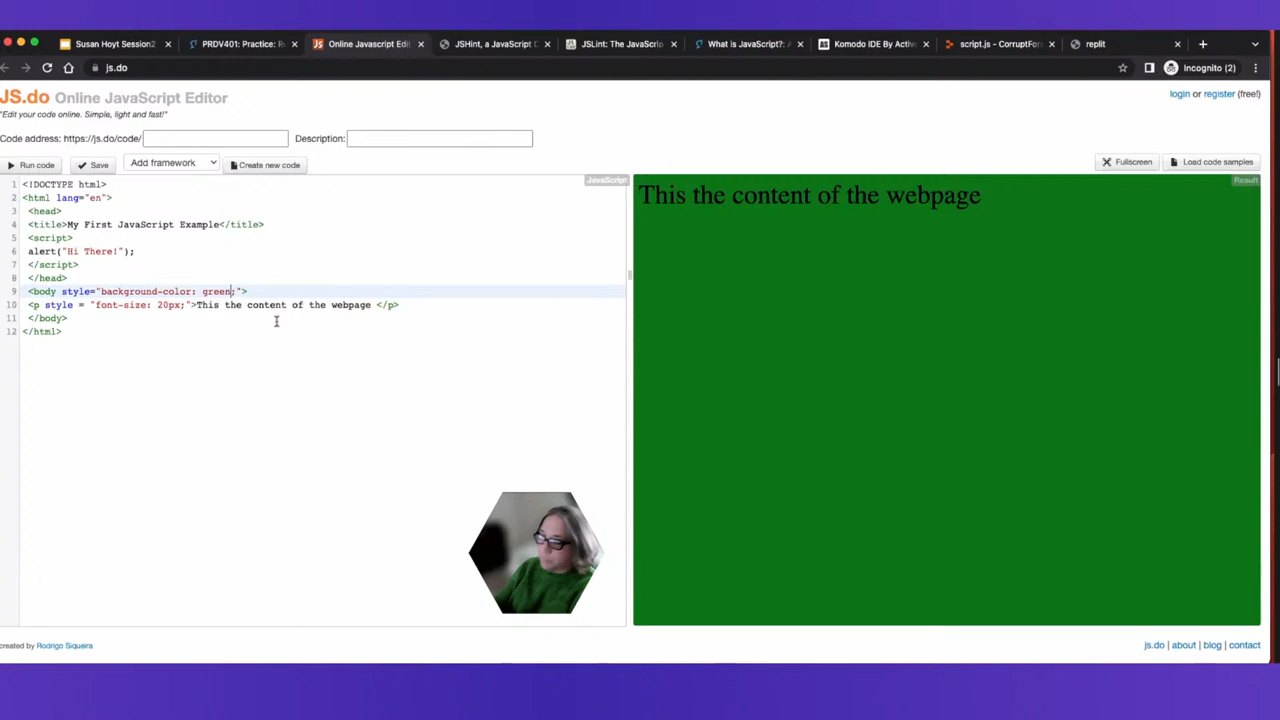 Susan Hoyt Session2
PRDV401: Practice: R
Online Javascript Edit
JSHint, a JavaScript
JSLint: The JavaScrip
What is JavaScript?:
Komodo IDE By Active
script.js - CorruptFor
replit
js.do
Incognito (2)
JS.do Online JavaScript Editor
login or register (free!)
"Edit your code online. Simple, light and fast!"
Code address: https://js.do/code/ Description:
Run code Save Add framework Create new code Fullscreen Load code samples
JavaScript
Result
1 <!DOCTYPE html>
2 <html lang="en">
3 <head>
4 <title>My First JavaScript Example</title>
5 <script>
6 alert("Hi There!");
7 </script>
8 </head>
9 <body style="background-color: green;">
10 <p style = "font-size: 20px;">This the content of the webpage </p>
11 </body>
12 </html>
This the content of the webpage
created by Rodrigo Siqueira
js.do | about | blog | contact